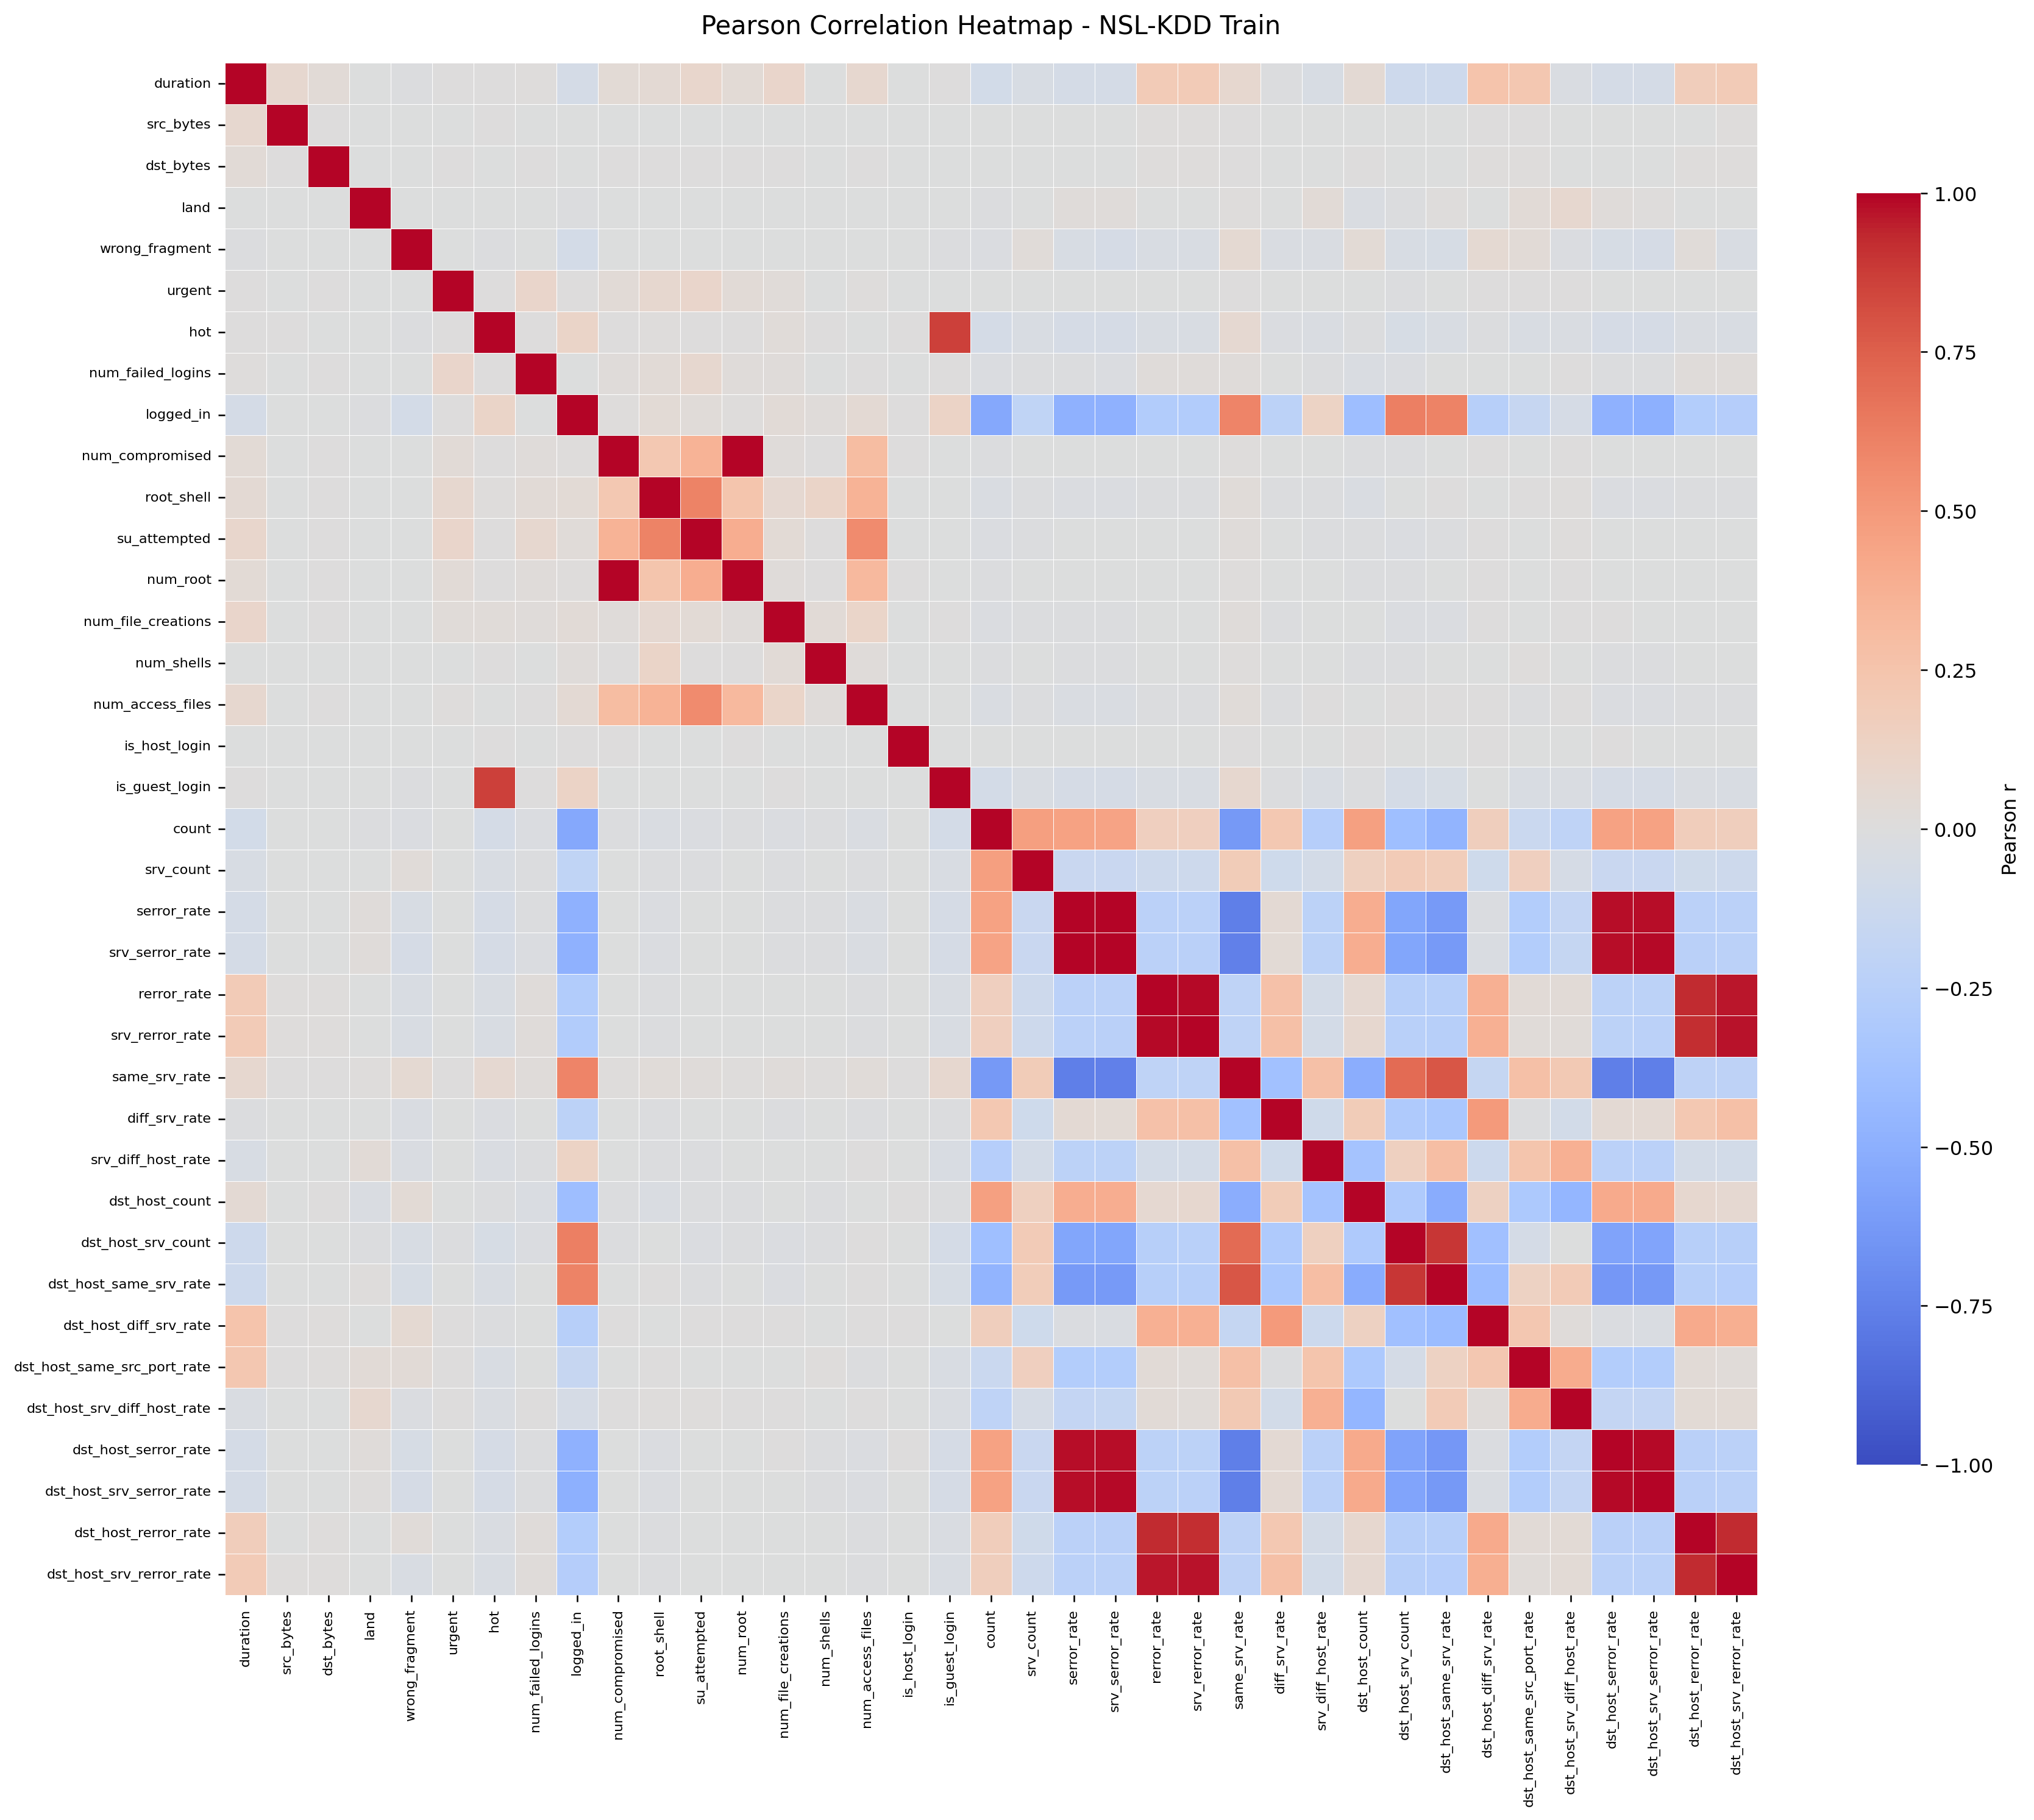 Pearson Correlation Heatmap - NSL-KDD Train
duration
src_bytes
dst_bytes
land
wrong_fragment
urgent
hot
num_failed_logins
logged_in
num_compromised
root_shell
su_attempted
num_root
num_file_creations
num_shells
num_access_files
is_host_login
is_guest_login
count
srv_count
serror_rate
srv_serror_rate
rerror_rate
srv_rerror_rate
same_srv_rate
diff_srv_rate
srv_diff_host_rate
dst_host_count
dst_host_srv_count
dst_host_same_srv_rate
dst_host_diff_srv_rate
dst_host_same_src_port_rate
dst_host_srv_diff_host_rate
dst_host_serror_rate
dst_host_srv_serror_rate
dst_host_rerror_rate
dst_host_srv_rerror_rate
duration
src_bytes
dst_bytes
land
wrong_fragment
urgent
hot
num_failed_logins
logged_in
num_compromised
root_shell
su_attempted
num_root
num_file_creations
num_shells
num_access_files
is_host_login
is_guest_login
count
srv_count
serror_rate
srv_serror_rate
rerror_rate
srv_rerror_rate
same_srv_rate
diff_srv_rate
srv_diff_host_rate
dst_host_count
dst_host_srv_count
dst_host_same_srv_rate
dst_host_diff_srv_rate
dst_host_same_src_port_rate
dst_host_srv_diff_host_rate
dst_host_serror_rate
dst_host_srv_serror_rate
dst_host_rerror_rate
dst_host_srv_rerror_rate
1.00
0.75
0.50
0.25
0.00
−0.25
−0.50
−0.75
−1.00
Pearson r